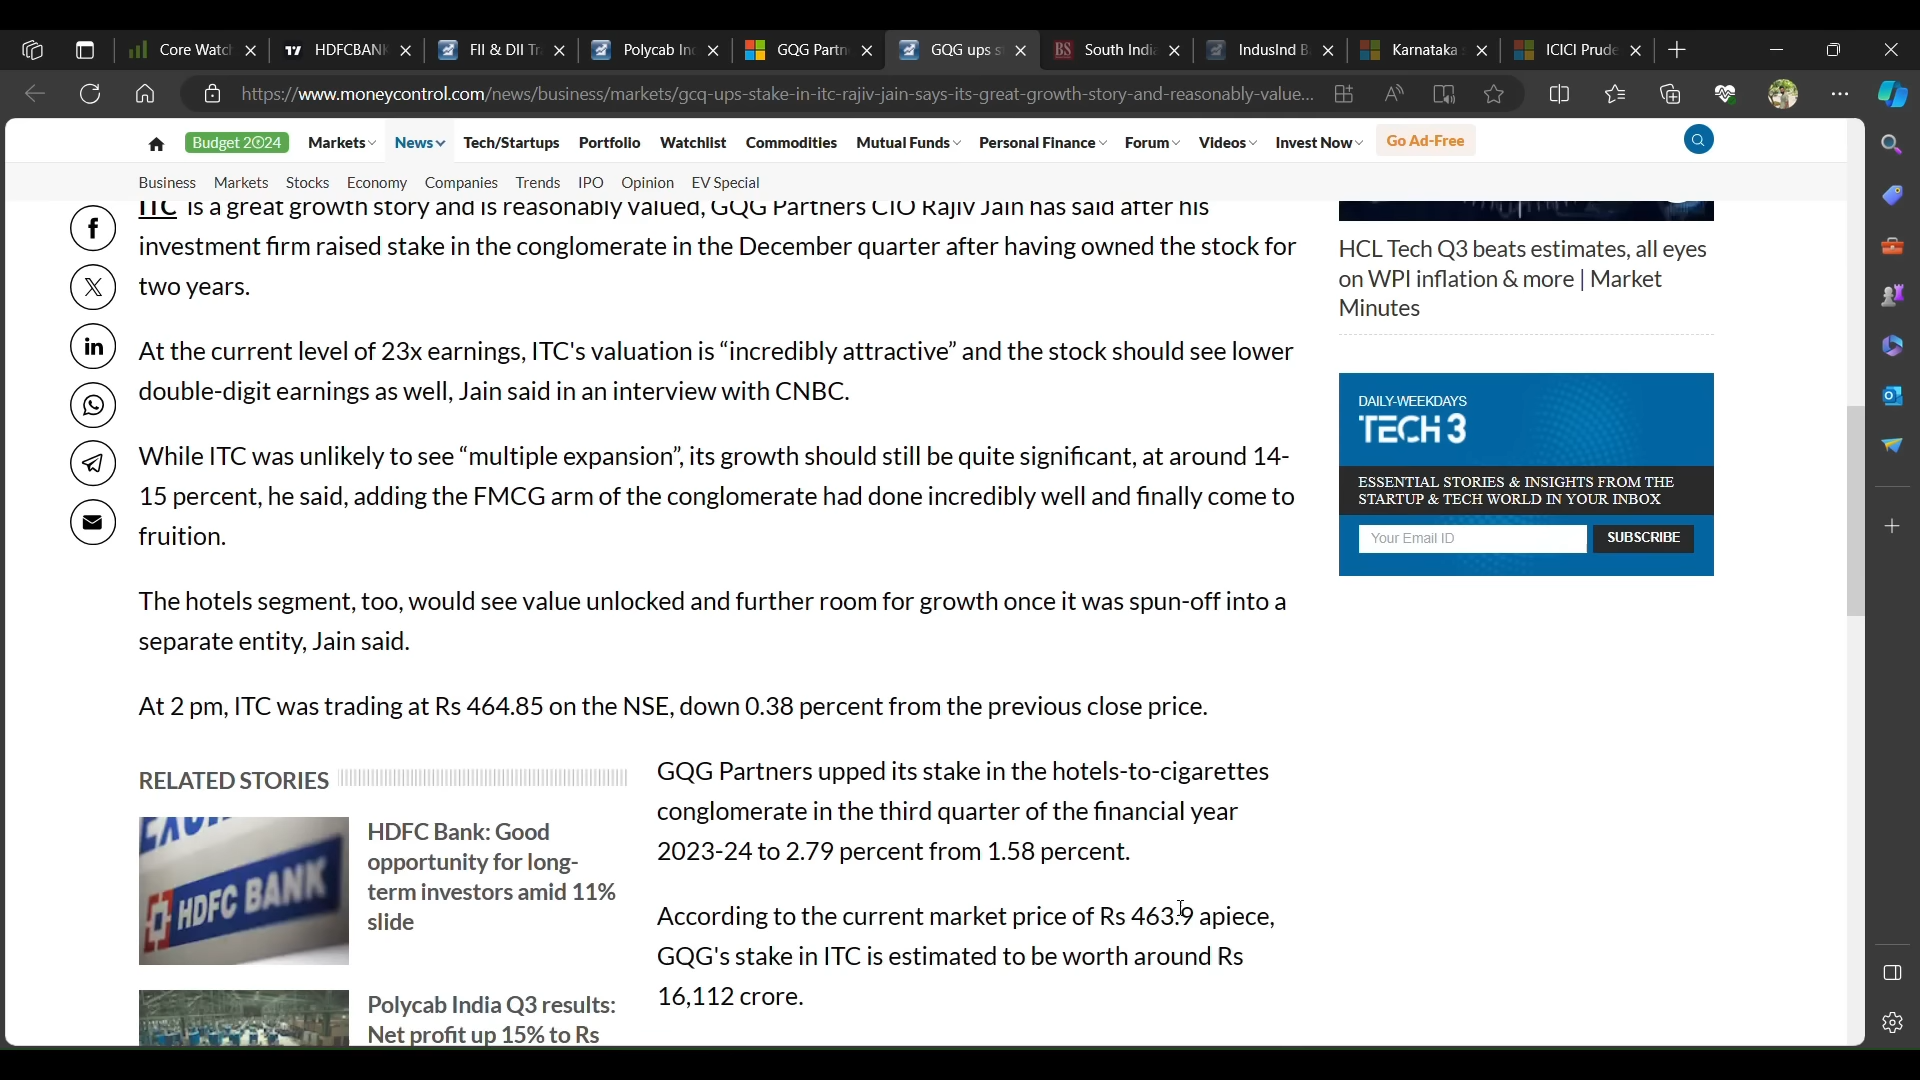 Core Watc
HDFCBANK
FII & DII Tr
Polycab Inc
GQG Partn
GQG ups s
South India
IndusInd B
Karnataka
ICICI Prude
https://www.moneycontrol.com/news/business/markets/gcq-ups-stake-in-itc-rajiv-jain-says-its-great-growth-story-and-reasonably-value...
Budget 2024
Markets
News
Tech/Startups
Portfolio
Watchlist
Commodities
Mutual Funds
Personal Finance
Forum
Videos
Invest Now
Go Ad-Free
Business
Markets
Stocks
Economy
Companies
Trends
IPO
Opinion
EV Special
ITC is a great growth story and is reasonably valued, GQG Partners CIO Rajiv Jain has said after his
investment firm raised stake in the conglomerate in the December quarter after having owned the stock for
two years.
At the current level of 23x earnings, ITC's valuation is “incredibly attractive” and the stock should see lower
double-digit earnings as well, Jain said in an interview with CNBC.
While ITC was unlikely to see “multiple expansion”, its growth should still be quite significant, at around 14-
15 percent, he said, adding the FMCG arm of the conglomerate had done incredibly well and finally come to
fruition.
The hotels segment, too, would see value unlocked and further room for growth once it was spun-off into a
separate entity, Jain said.
At 2 pm, ITC was trading at Rs 464.85 on the NSE, down 0.38 percent from the previous close price.
RELATED STORIES
HDFC BANK
HDFC Bank: Good
opportunity for long-
term investors amid 11%
slide
Polycab India Q3 results:
Net profit up 15% to Rs
GQG Partners upped its stake in the hotels-to-cigarettes
conglomerate in the third quarter of the financial year
2023-24 to 2.79 percent from 1.58 percent.
According to the current market price of Rs 463.9 apiece,
GQG's stake in ITC is estimated to be worth around Rs
16,112 crore.
HCL Tech Q3 beats estimates, all eyes
on WPI inflation & more | Market
Minutes
DAILY-WEEKDAYS
TECH 3
ESSENTIAL STORIES & INSIGHTS FROM THE
STARTUP & TECH WORLD IN YOUR INBOX
Your Email ID
SUBSCRIBE